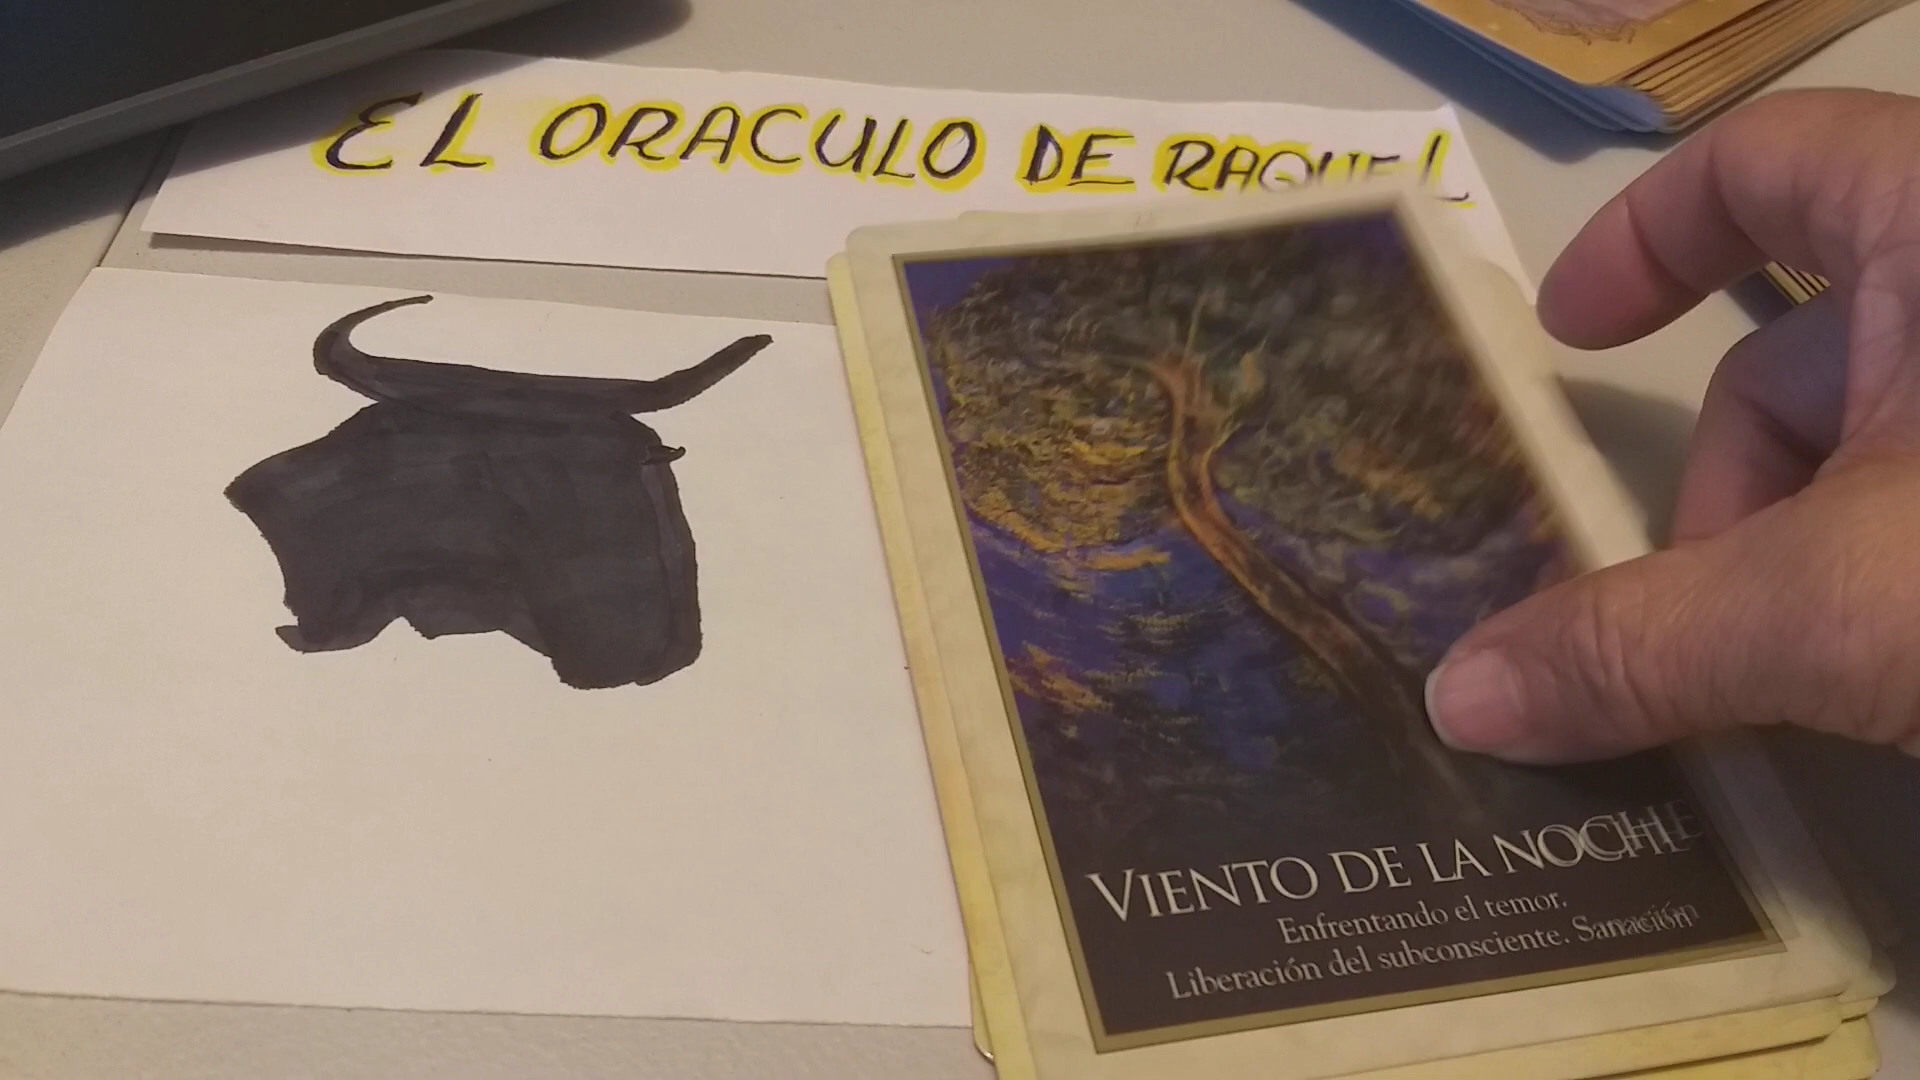 EL ORACULO DE RAQUEL
VIENTO DE LA NOCHE
Enfrentando el temor.
Liberación del subconsciente. Sanación